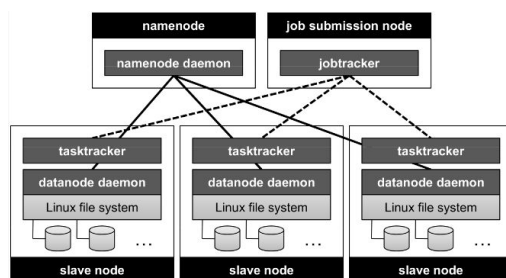 namenode
job submission node
namenode daemon
jobtracker
tasktracker
tasktracker
tasktracker
datanode daemon
datanode daemon
datanode daemon
Linux file system
Linux file system
Linux file system
...
...
...
slave node
slave node
slave node